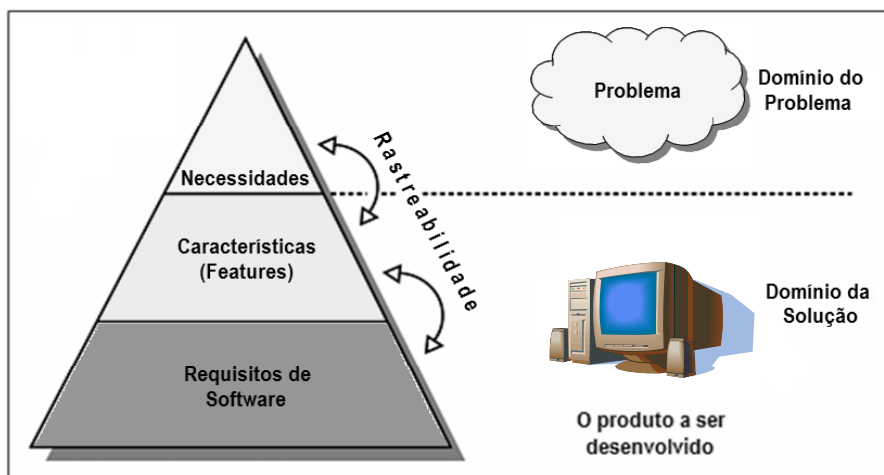 Necessidades
Características
(Features)
Requisitos de
Software
Rastreabilidade
Problema
Domínio do
Problema
Domínio da
Solução
O produto a ser
desenvolvido